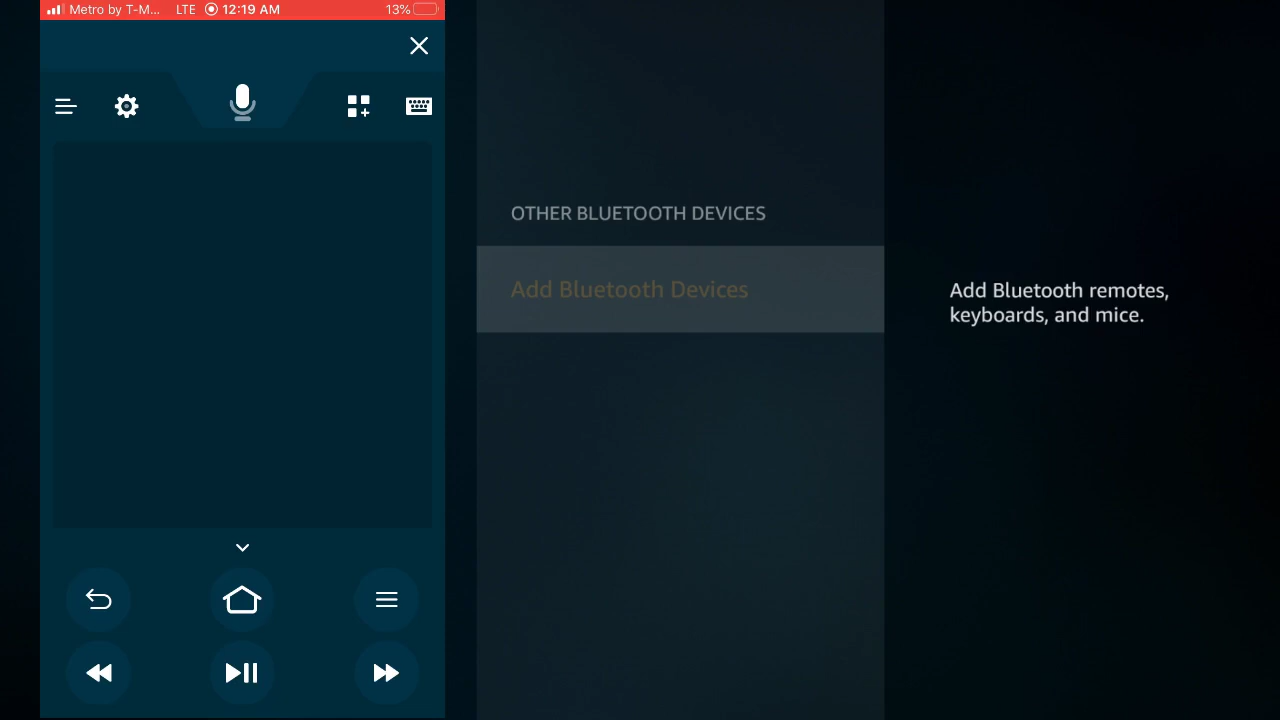 Metro by T-M... LTE 12:19 AM 13%
OTHER BLUETOOTH DEVICES
Add Bluetooth Devices
Add Bluetooth remotes,
keyboards, and mice.